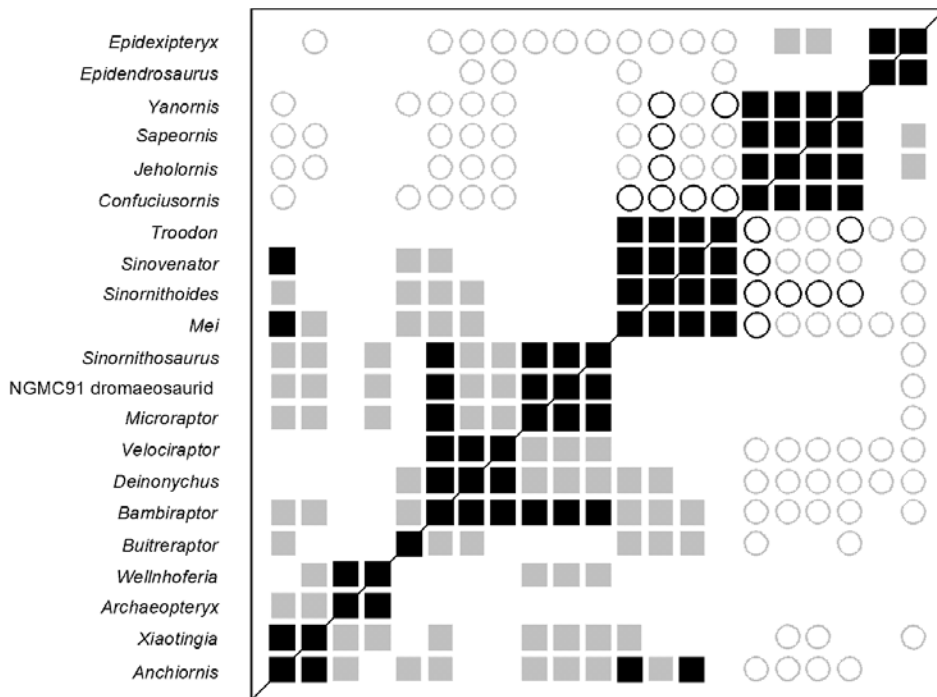 Epidexipteryx
Epidendrosaurus
Yanornis
Sapeornis
Jeholornis
Confuciusornis
Troodon
Sinovenator
Sinornithoides
Mei
Sinornithosaurus
NGMC91 dromaeosaurid
Microraptor
Velociraptor
Deinonychus
Bambiraptor
Buitreraptor
Wellnhoferia
Archaeopteryx
Xiaotingia
Anchiornis